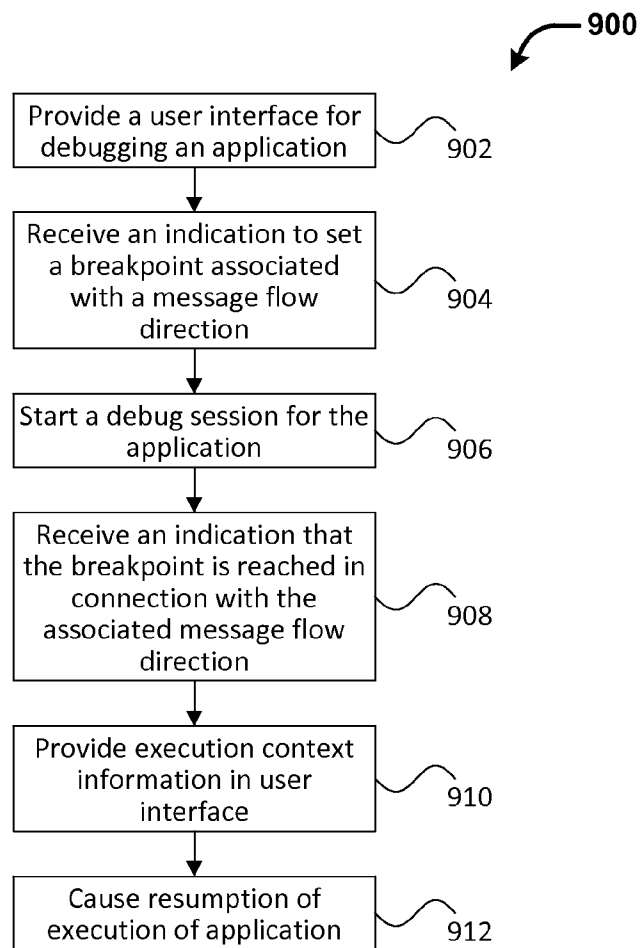 900
Provide a user interface for
debugging an application
902
Receive an indication to set
a breakpoint associated
with a message flow
direction
904
Start a debug session for the
application
906
Receive an indication that
the breakpoint is reached in
connection with the
associated message flow
direction
908
Provide execution context
information in user
interface
910
Cause resumption of
execution of application
912